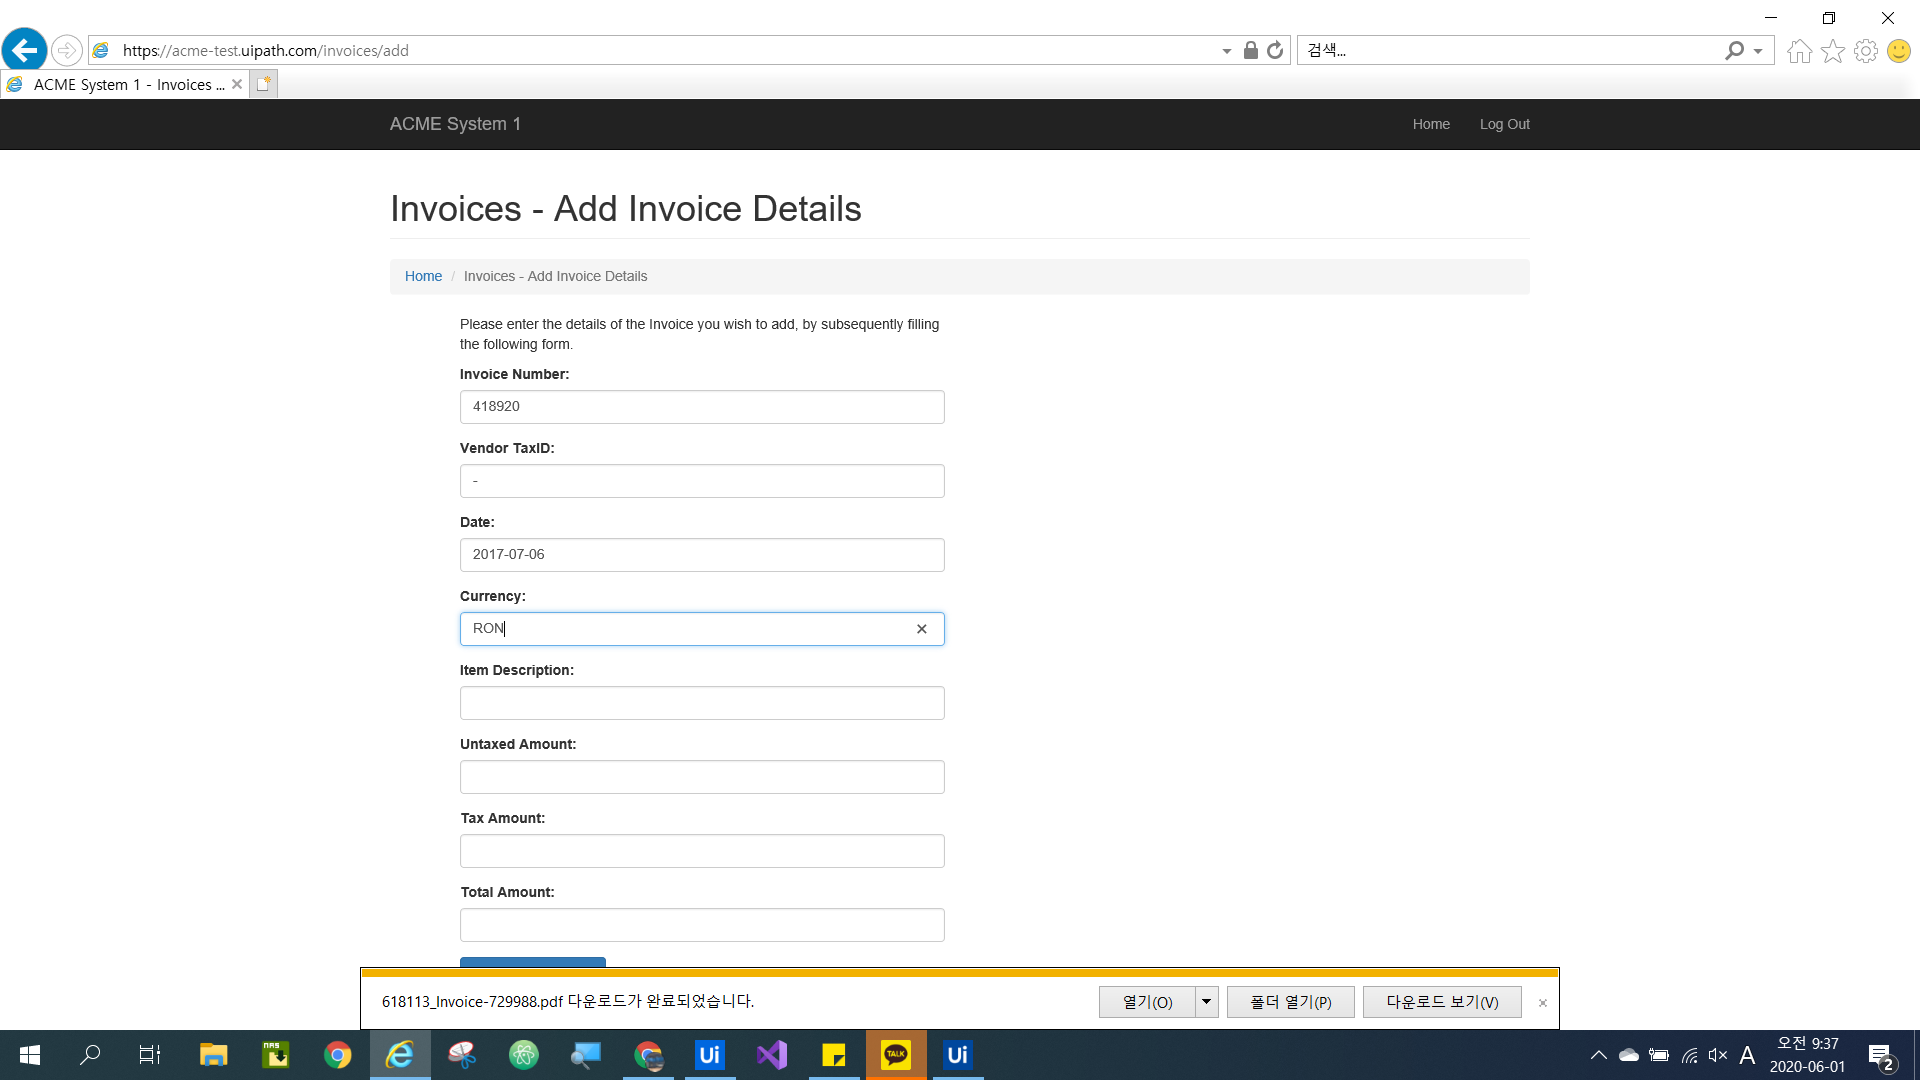 https://acme-test.uipath.com/invoices/add
검색...
ACME System 1 - Invoices ...
ACME System 1
Home
Log Out
Invoices - Add Invoice Details
Home / Invoices - Add Invoice Details
Please enter the details of the Invoice you wish to add, by subsequently filling
the following form.
Invoice Number:
418920
Vendor TaxID:
-
Date:
2017-07-06
Currency:
RON
Item Description:
Untaxed Amount:
Tax Amount:
Total Amount:
618113_Invoice-729988.pdf 다운로드가 완료되었습니다.
열기(O)
폴더 열기(P)
다운로드 보기(V)
NAS
Ui
TALK
Ui
A
오전 9:37
2020-06-01
2